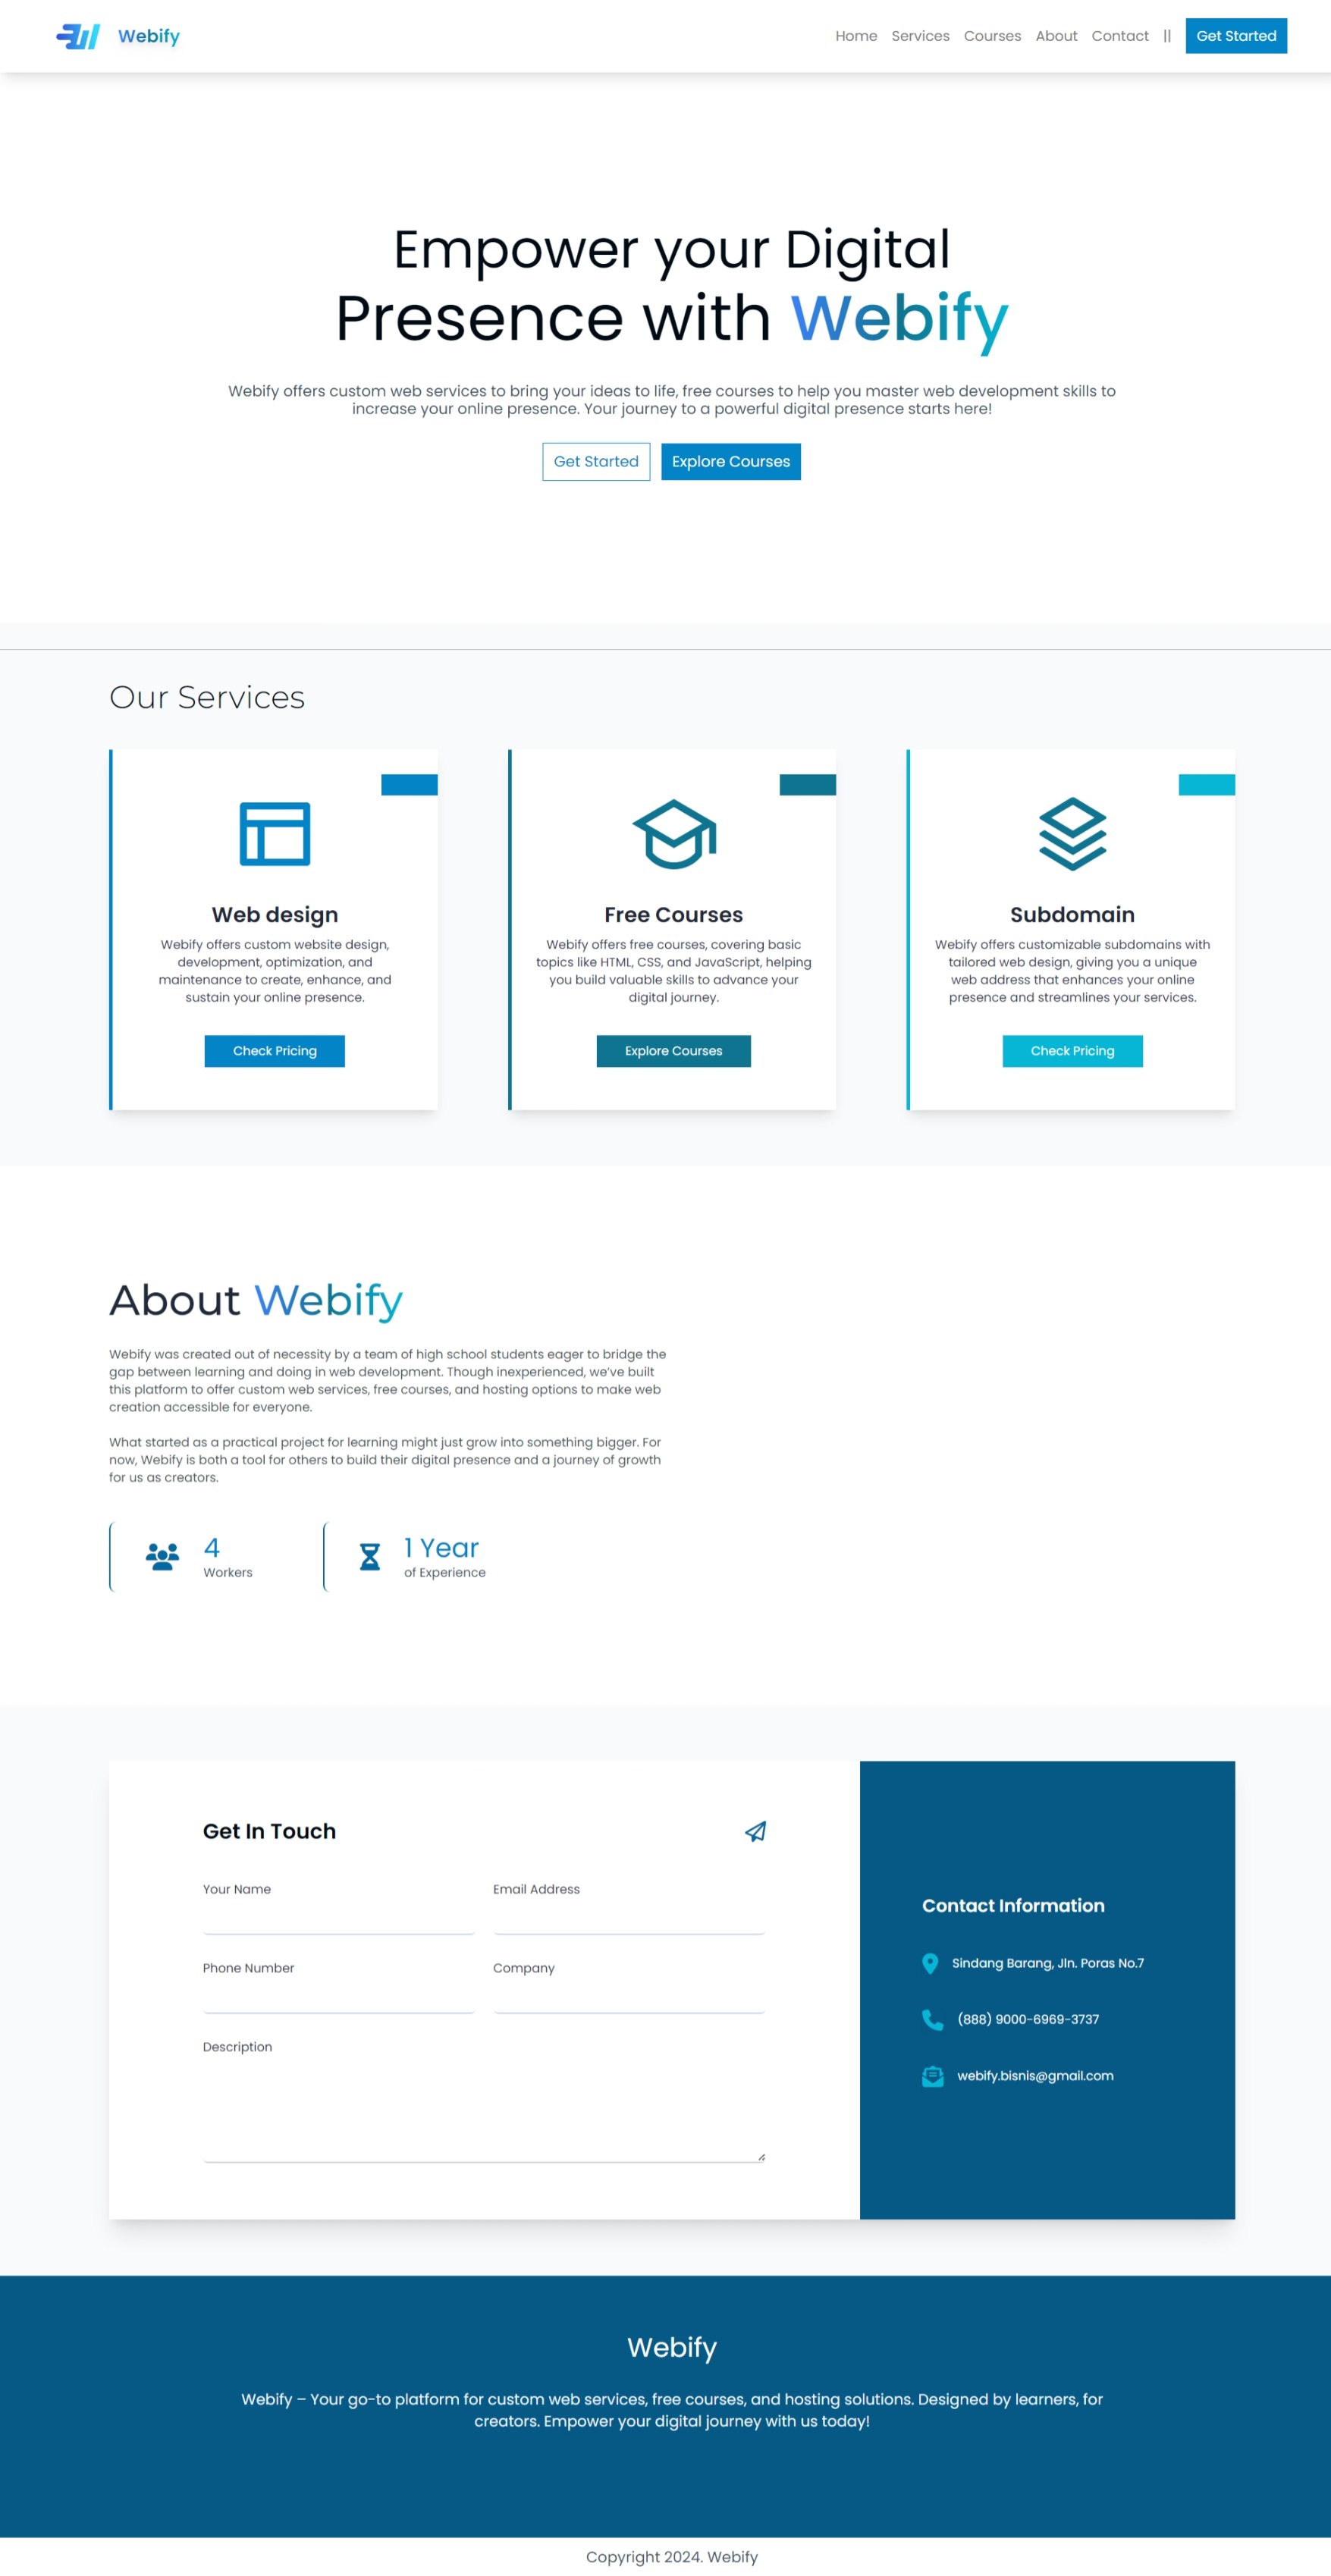 Webify
Home Services Courses About Contact || Get Started
Empower your Digital
Presence with Webify
Webify offers custom web services to bring your ideas to life, free courses to help you master web development skills to
increase your online presence. Your journey to a powerful digital presence starts here!
Get Started
Explore Courses
Our Services
Web design
Webify offers custom website design,
development, optimization, and
maintenance to create, enhance, and
sustain your online presence.
Check Pricing
Free Courses
Webify offers free courses, covering basic
topics like HTML, CSS, and JavaScript, helping
you build valuable skills to advance your
digital journey.
Explore Courses
Subdomain
Webify offers customizable subdomains with
tailored web design, giving you a unique
web address that enhances your online
presence and streamlines your services.
Check Pricing
About Webify
Webify was created out of necessity by a team of high school students eager to bridge the
gap between learning and doing in web development. Though inexperienced, we've built
this platform to offer custom web services, free courses, and hosting options to make web
creation accessible for everyone.
What started as a practical project for learning might just grow into something bigger. For
now, Webify is both a tool for others to build their digital presence and a journey of growth
for us as creators.
4
Workers
1 Year
of Experience
Get In Touch
Your Name
Email Address
Phone Number
Company
Description
Contact Information
Sindang Barang, Jln. Poras No.7
(888) 9000-6969-3737
webify.bisnis@gmail.com
Webify
Webify – Your go-to platform for custom web services, free courses, and hosting solutions. Designed by learners, for
creators. Empower your digital journey with us today!
Copyright 2024. Webify